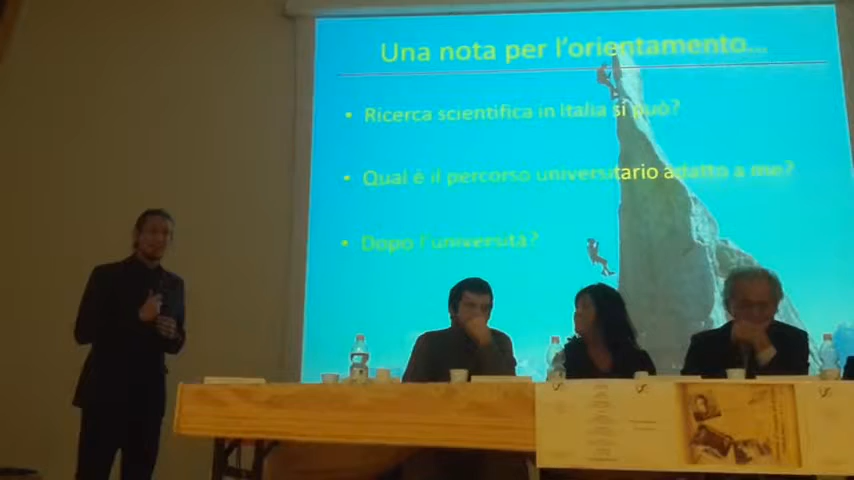 Una nota per l'orientamento...
• Ricerca scientifica in Italia si può?
• Qual è il percorso universitario adatto a me?
• Dopo l'università?